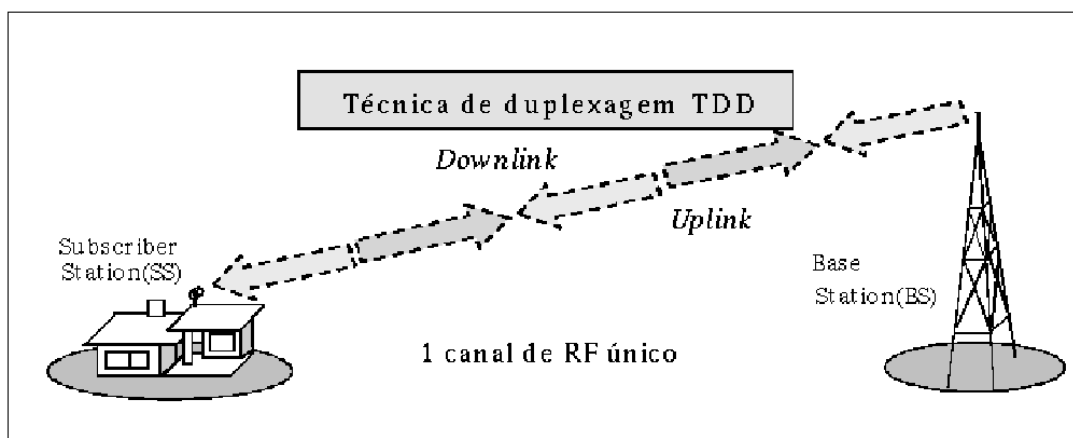 Técnica de duplexagem TDD
Downlink
Uplink
Subscriber
Station(SS)
Base
Station(BS)
1 canal de RF único